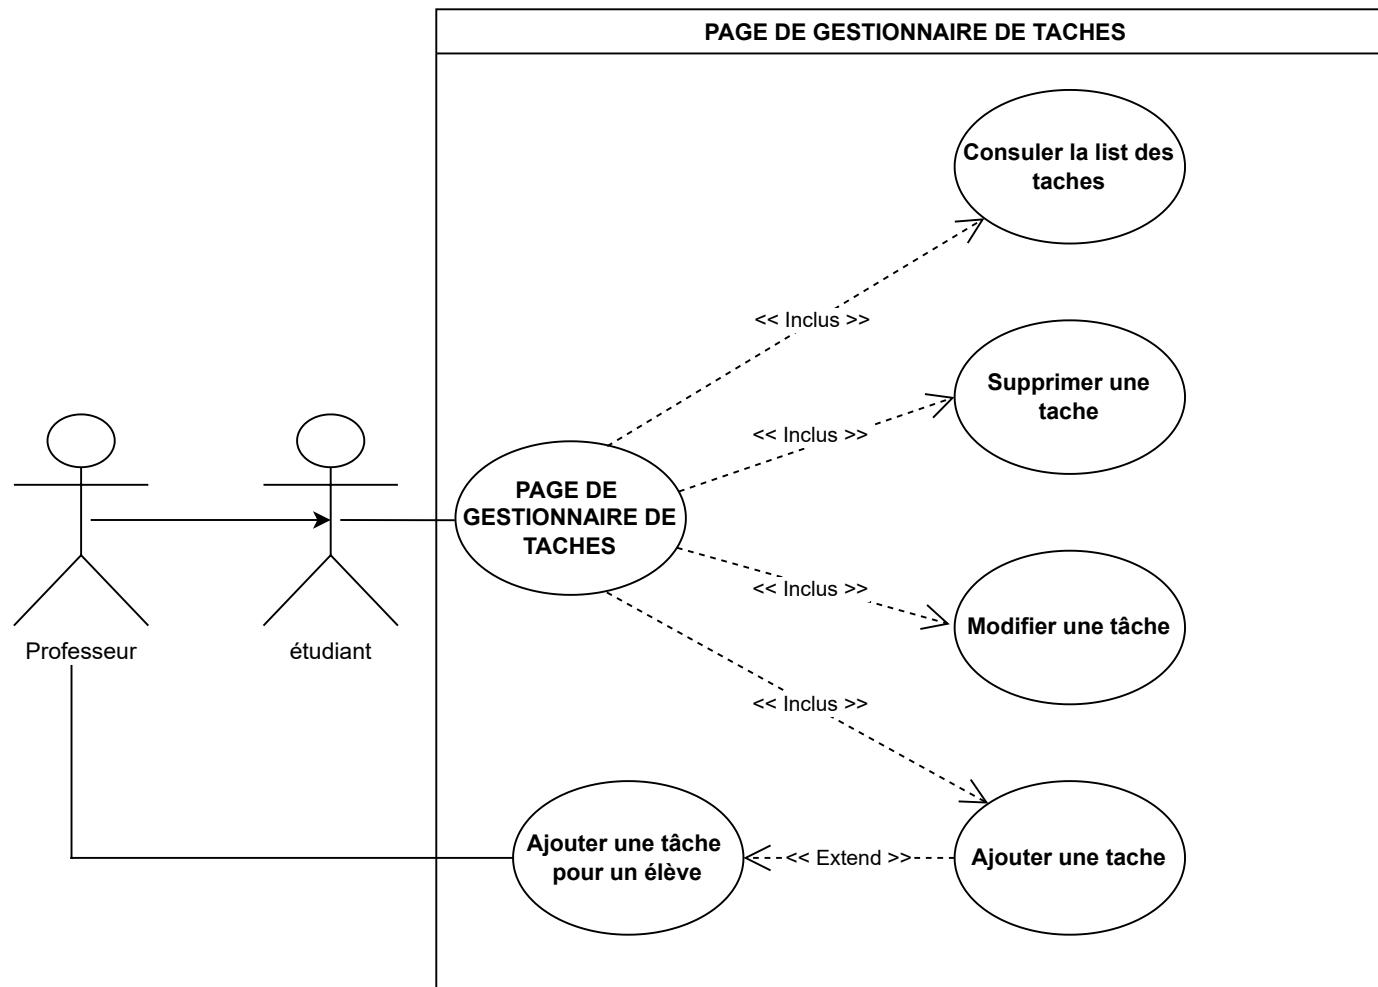 PAGE DE GESTIONNAIRE DE TACHES
Consuler la list des
taches
<< Inclus >>
Supprimer une
tache
<< Inclus >>
PAGE DE
GESTIONNAIRE DE
TACHES
<< Inclus >>
Modifier une tâche
Professeur
étudiant
<< Inclus >>
Ajouter une tâche
pour un élève
<< Extend >>
Ajouter une tache